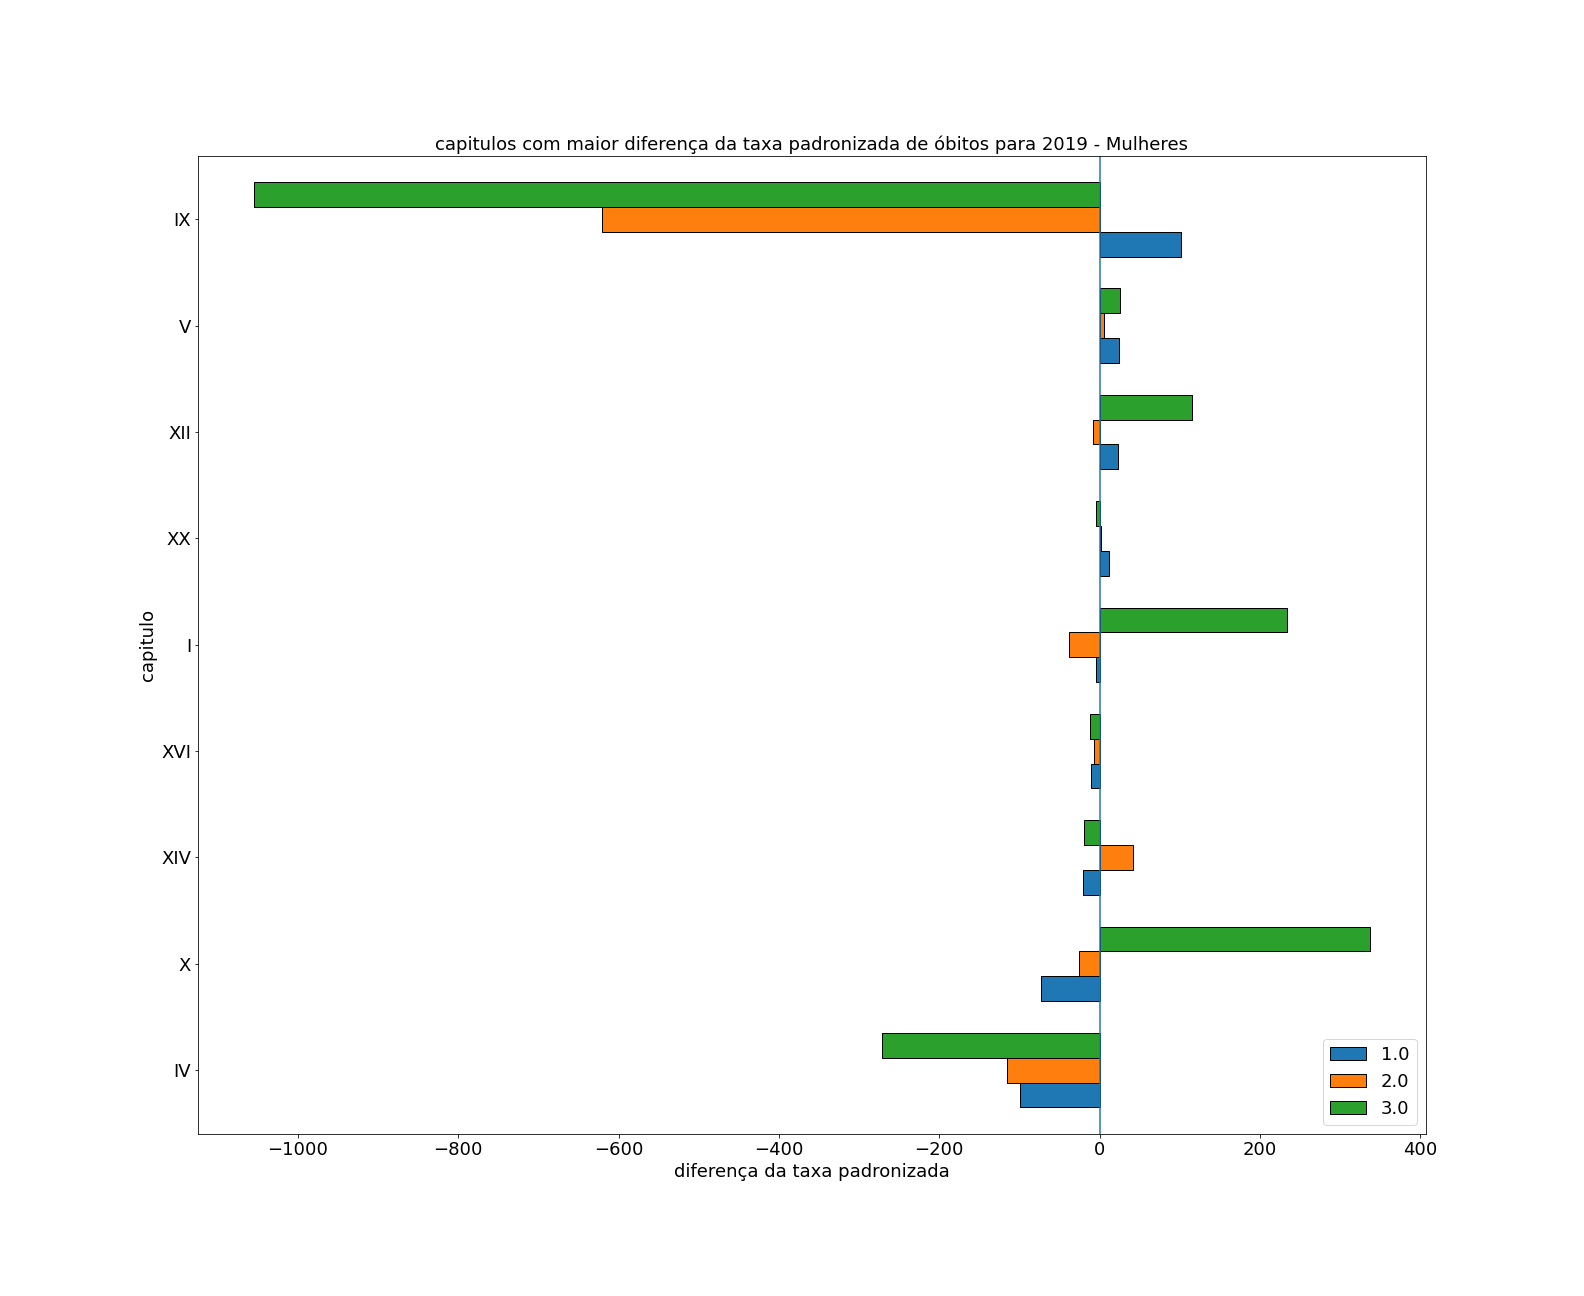 capitulos com maior diferença da taxa padronizada de óbitos para 2019 - Mulheres
IX
V
XII
XX
I
XVI
XIV
X
IV
capitulo
1.0
2.0
3.0
−1000 −800 −600 −400 −200 0 200 400
diferença da taxa padronizada